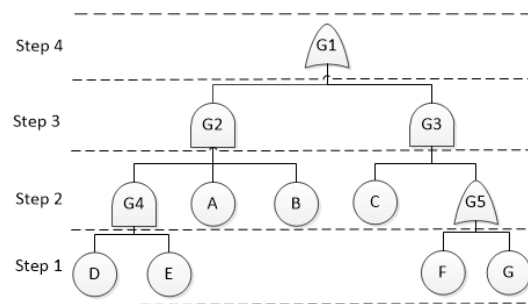 Step 4 G1
Step 3 G2 G3
Step 2 G4 A B C G5
Step 1 D E F G